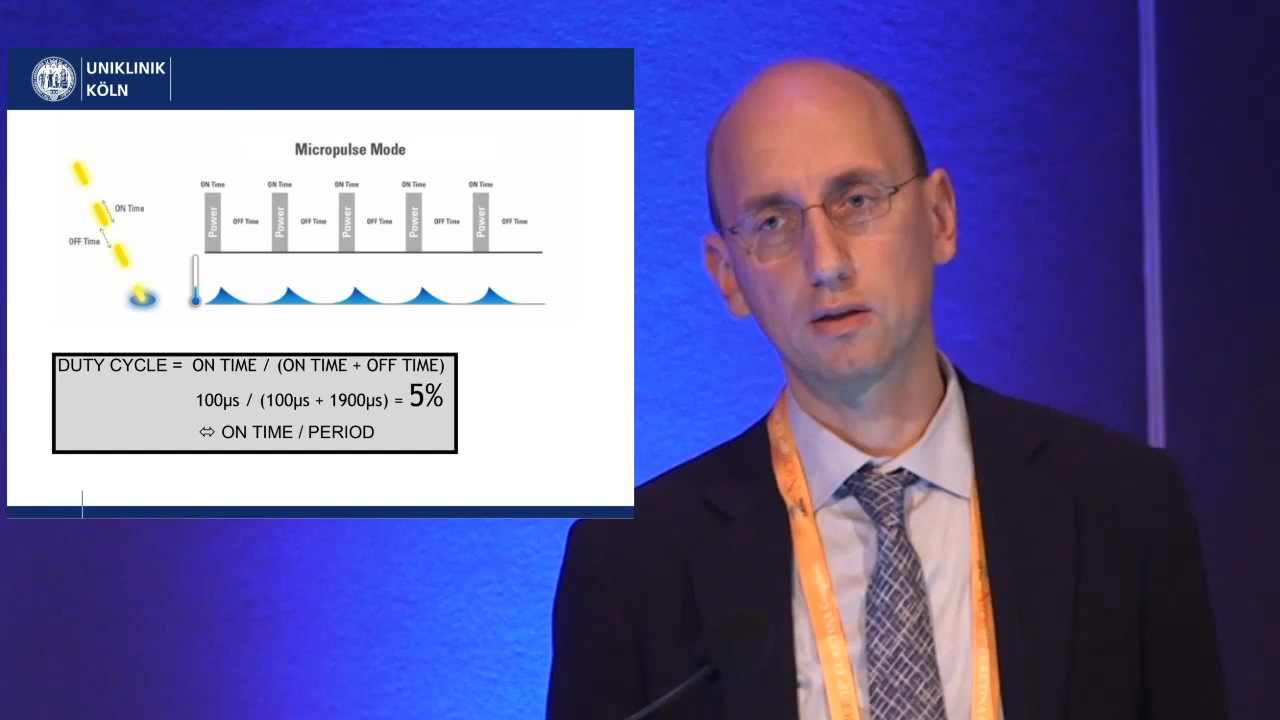 UNIKLINIK
KÖLN
Micropulse Mode
ON Time ON Time ON Time ON Time ON Time
Power OFF Time Power OFF Time Power OFF Time Power OFF Time Power OFF Time
ON Time
OFF Time
DUTY CYCLE = ON TIME / (ON TIME + OFF TIME)
100µs / (100µs + 1900µs) = 5%
⇔ ON TIME / PERIOD